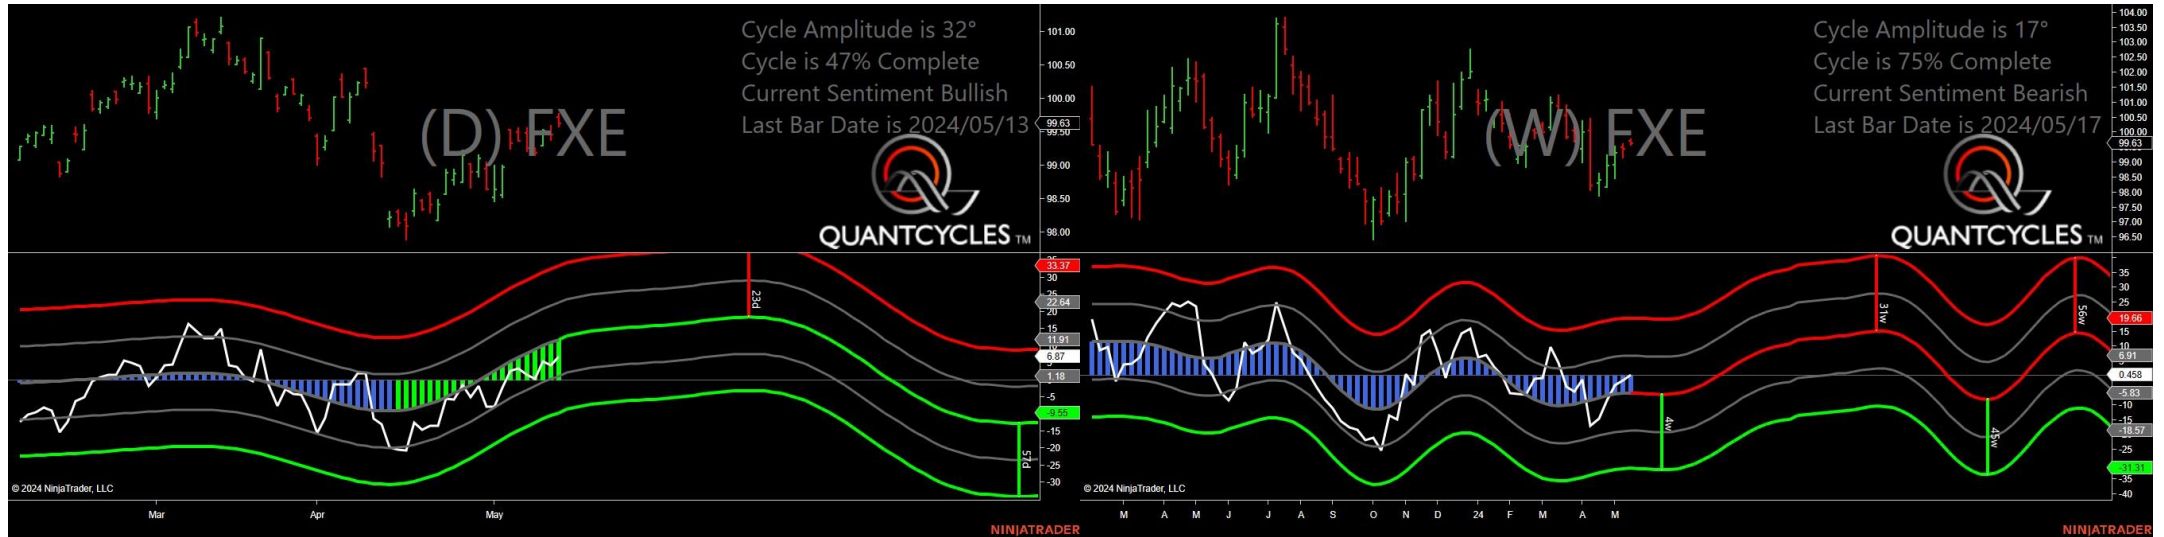 Cycle Amplitude is 32°
Cycle is 47% Complete
Current Sentiment Bullish
Last Bar Date is 2024/05/13
(D) FXE
QUANTCYCLES TM
101.00
100.50
100.00
99.63
99.50
99.00
98.50
98.00
33.37
30
25
22.64
20
15
11.91
6.87
1.18
-5
-9.55
-15
-20
-25
-30
23d
57d
© 2024 NinjaTrader, LLC
Mar
Apr
May
NINJATRADER
Cycle Amplitude is 17°
Cycle is 75% Complete
Current Sentiment Bearish
Last Bar Date is 2024/05/17
(W) FXE
QUANTCYCLES TM
104.00
103.50
103.00
102.50
102.00
101.50
101.00
100.50
100.00
99.63
99.00
98.50
98.00
97.50
97.00
96.50
35
30
25
19.66
15
10
6.91
0.458
-5.83
-10
-18.57
-25
-31.31
-35
-40
31w
56w
4w
45w
© 2024 NinjaTrader, LLC
M A M J J A S O N D 24 F M A M
NINJATRADER